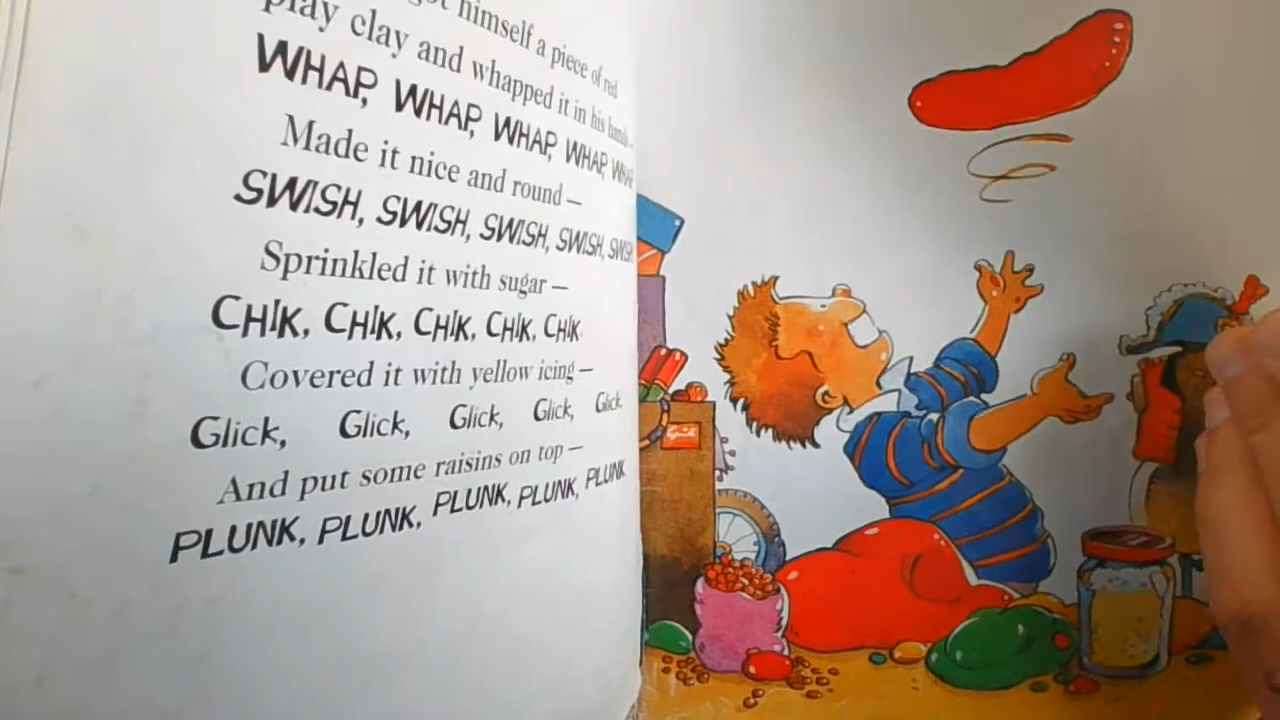 himself a piece of red
play clay and whapped it in his hands—
WHAP, WHAP, WHAP, WHAP, WHAP
Made it nice and round—
SWISH, SWISH, SWISH, SWISH, SWISH
Sprinkled it with sugar—
CHIK, CHIK, CHIK, CHIK, CHIK.
Covered it with yellow icing—
Glick, Glick, Glick, Glick, Glick.
And put some raisins on top—
PLUNK, PLUNK, PLUNK, PLUNK, PLUNK